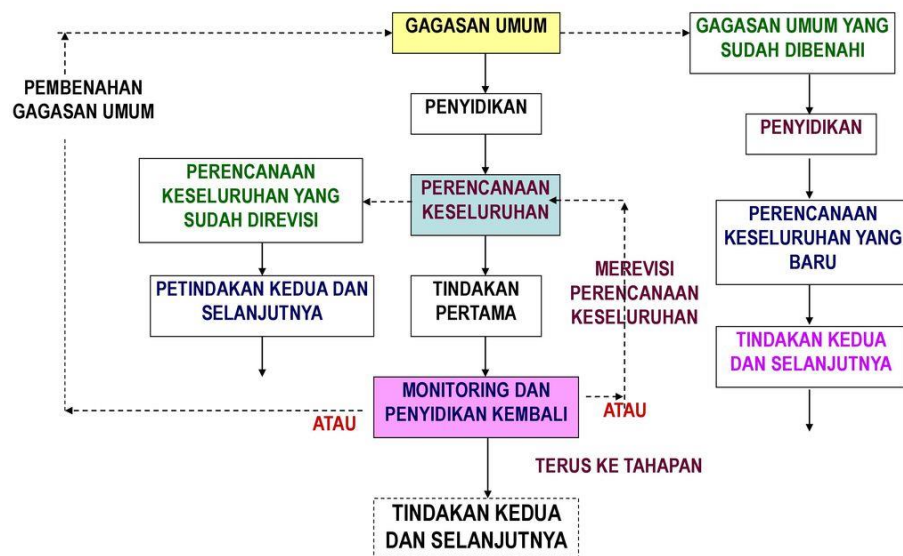 GAGASAN UMUM
GAGASAN UMUM YANG
SUDAH DIBENAHI
PEMBENAHAN
GAGASAN UMUM
PENYIDIKAN
PENYIDIKAN
PERENCANAAN
KESELURUHAN YANG
SUDAH DIREVISI
PERENCANAAN
KESELURUHAN
PERENCANAAN
KESELURUHAN YANG
BARU
MEREVISI
PERENCANAAN
KESELURUHAN
PETINDAKAN KEDUA DAN
SELANJUTNYA
TINDAKAN
PERTAMA
TINDAKAN KEDUA
DAN SELANJUTNYA
MONITORING DAN
PENYIDIKAN KEMBALI
ATAU
ATAU
TERUS KE TAHAPAN
TINDAKAN KEDUA
DAN SELANJUTNYA